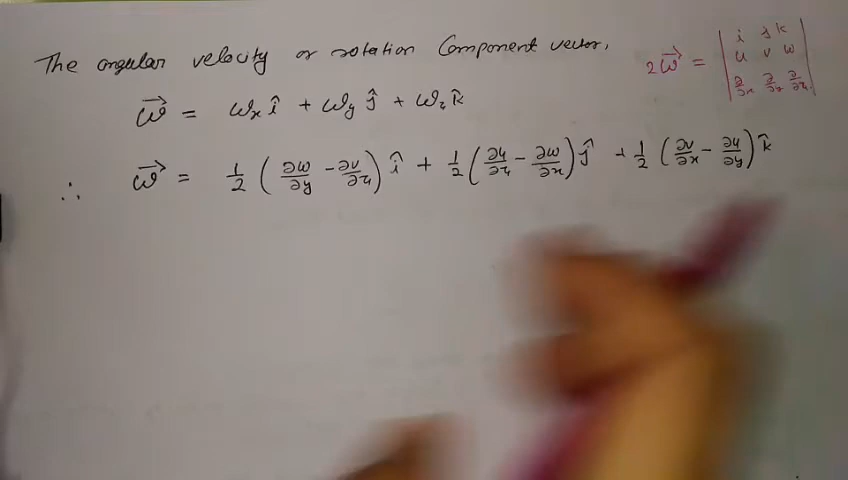 The angular velocity or rotation Component vector,
2ω⃗ = | i j k |
| u v w |
| ∂/∂x ∂/∂y ∂/∂z |
ω⃗ = ωx î + ωy ĵ + ωz k̂
∴ ω⃗ = 1/2 (∂w/∂y - ∂v/∂z) î + 1/2 (∂u/∂z - ∂w/∂x) ĵ + 1/2 (∂v/∂x - ∂u/∂y) k̂